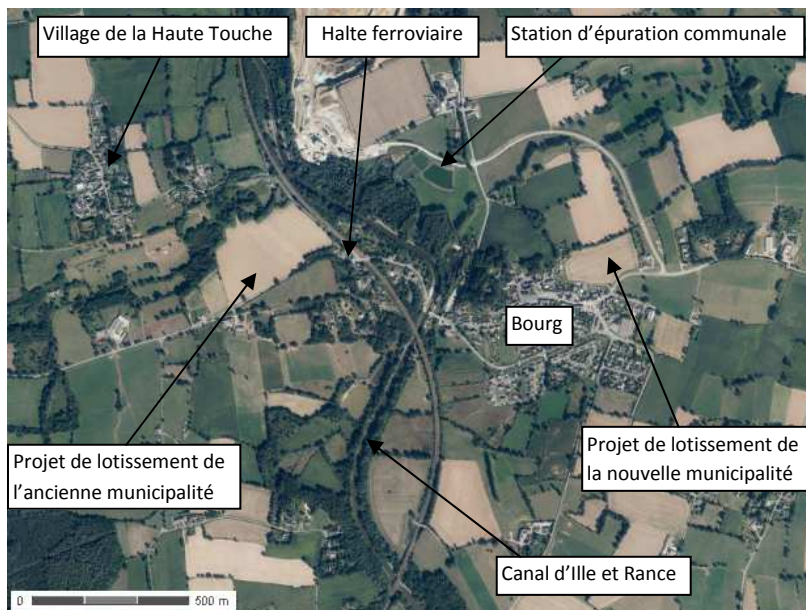 Village de la Haute Touche
Halte ferroviaire
Station d’épuration communale
Bourg
Projet de lotissement de
l’ancienne municipalité
Projet de lotissement de
la nouvelle municipalité
Canal d’Ille et Rance
0
500 m